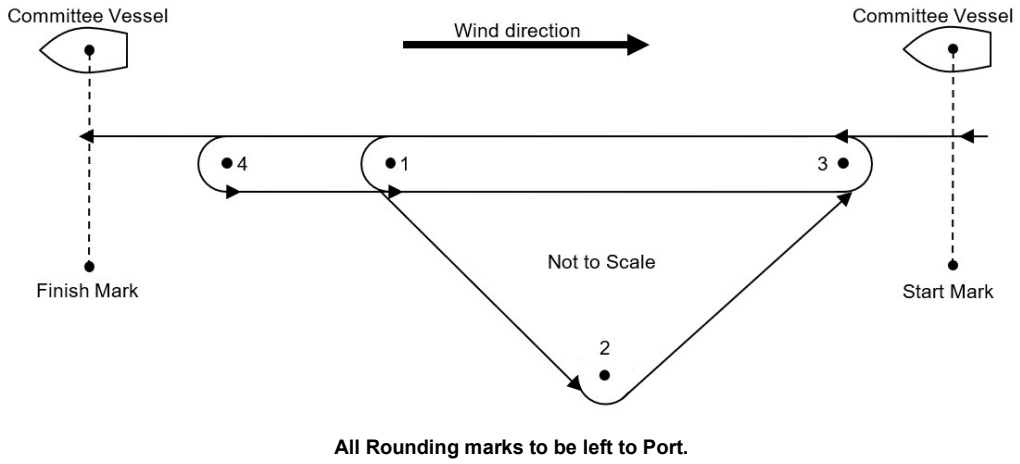 Committee Vessel
Wind direction
Committee Vessel
4
1
3
Not to Scale
Finish Mark
Start Mark
2
All Rounding marks to be left to Port.